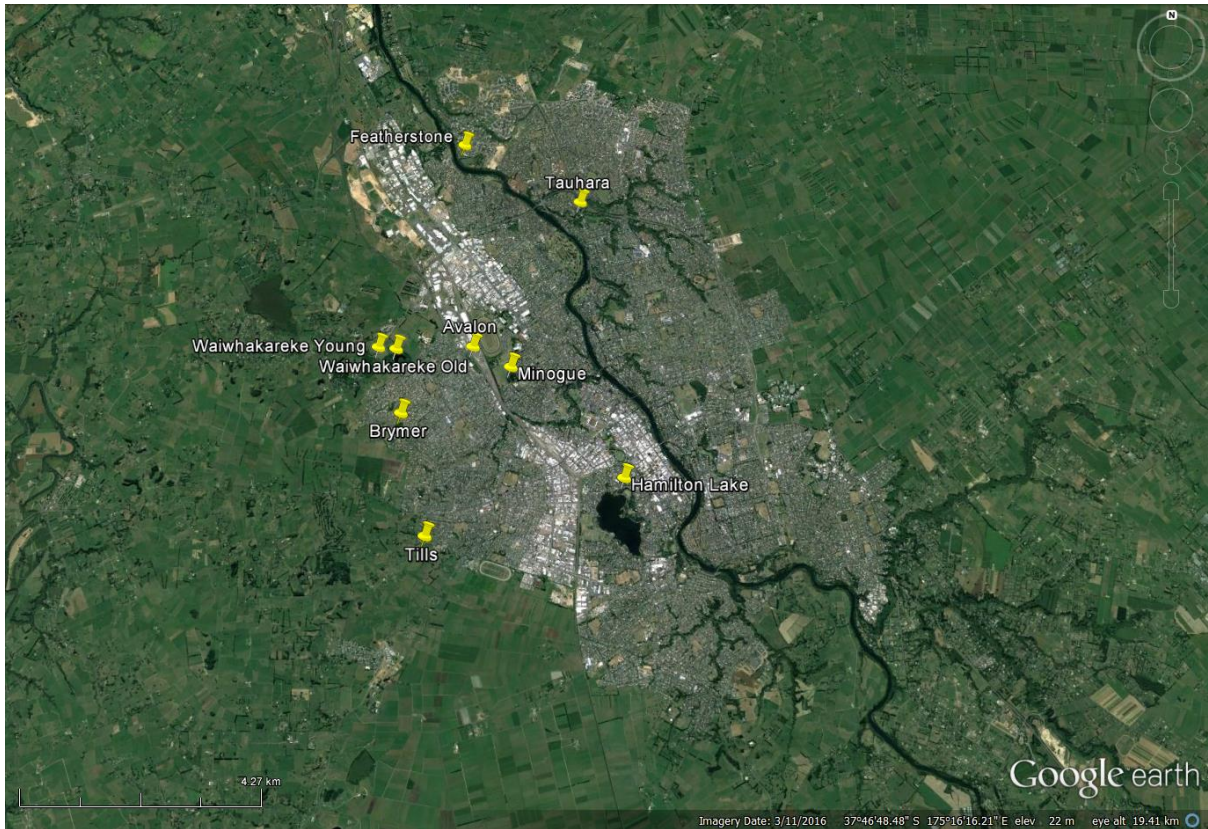 N
Featherstone
Tauhara
Avalon
Waiwhakareke Young
Waiwhakareke Old
Minogue
Brymer
Hamilton Lake
Tills
4.27 km
Google earth
Imagery Date: 3/11/2016 37°46'48.48" S 175°16'16.21" E elev 22 m eye alt 19.41 km